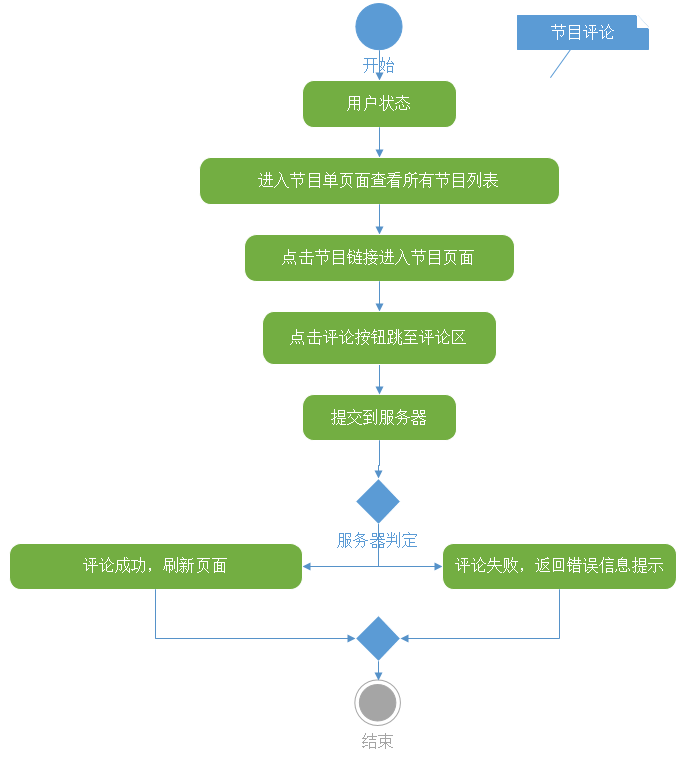 节目评论
开始
用户状态
进入节目单页面查看所有节目列表
点击节目链接进入节目页面
点击评论按钮跳至评论区
提交到服务器
服务器判定
评论成功，刷新页面
评论失败，返回错误信息提示
结束